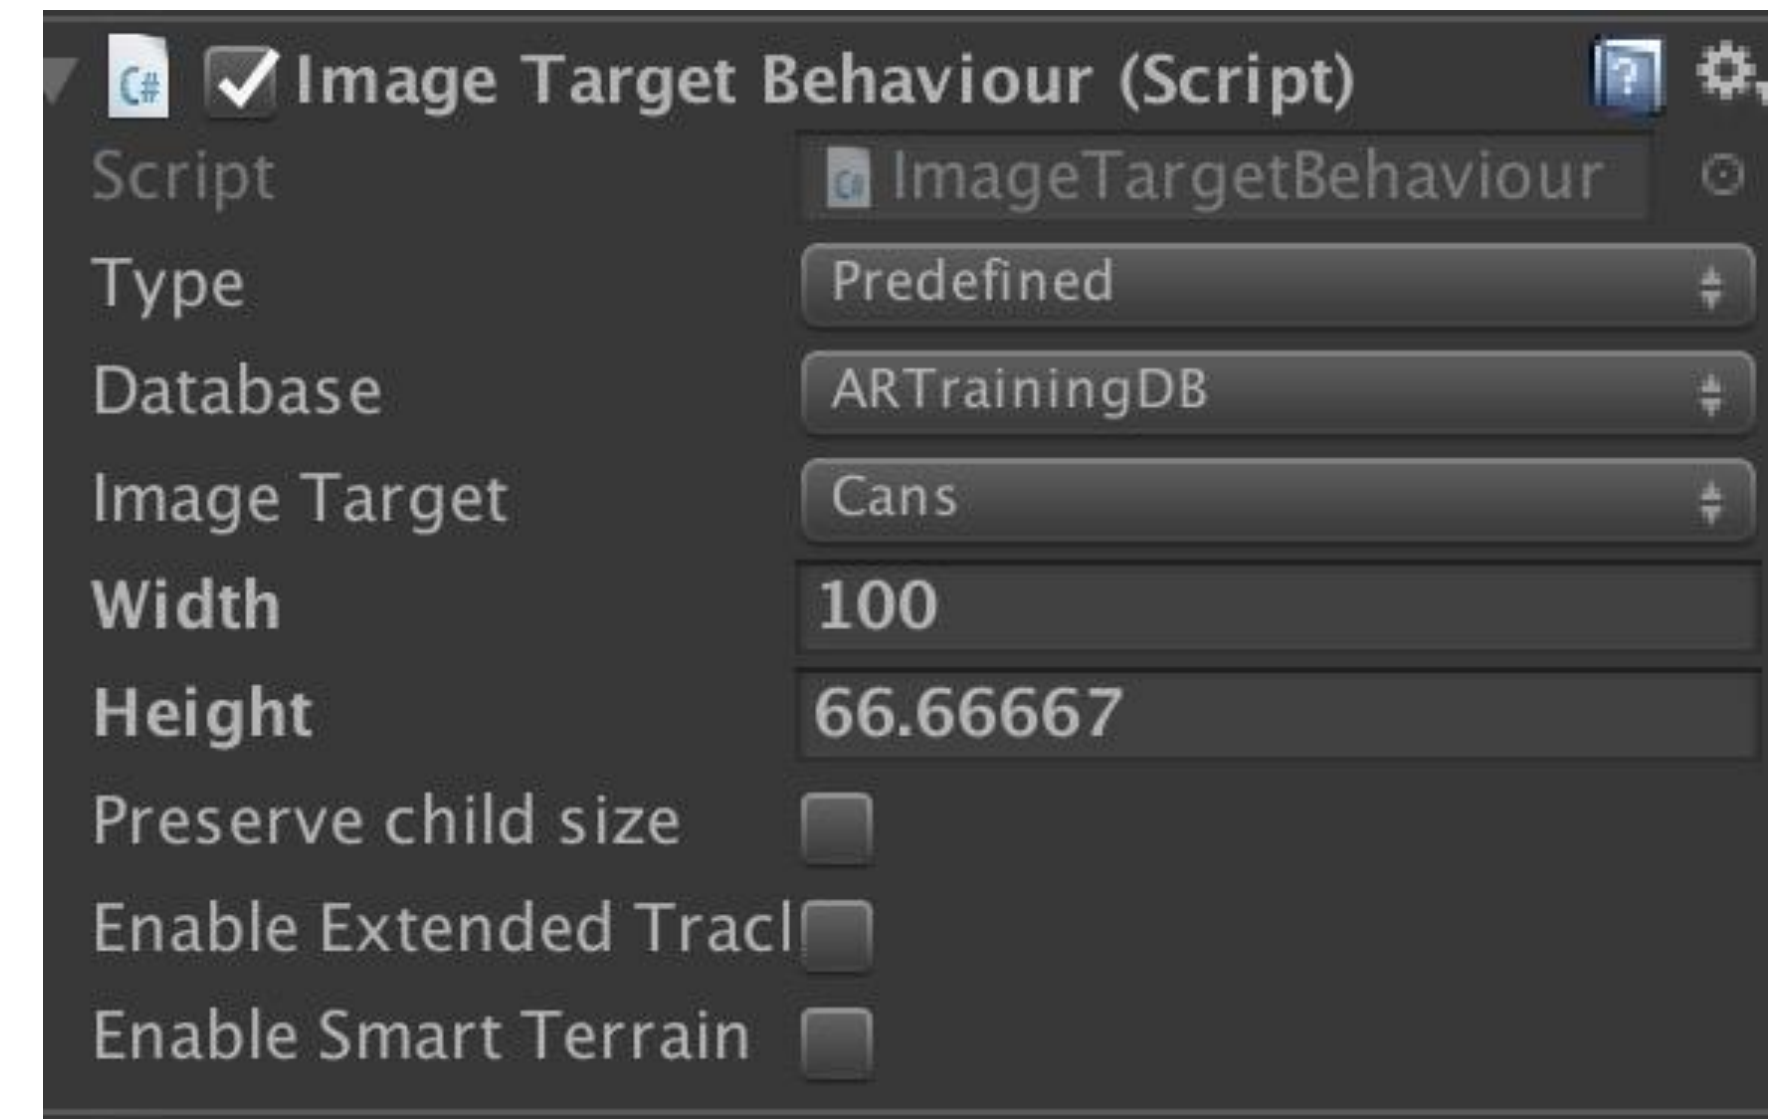 C# Image Target Behaviour (Script) ?
Script C# ImageTargetBehaviour
Type Predefined
Database ARTrainingDB
Image Target Cans
Width 100
Height 66.66667
Preserve child size
Enable Extended Tracl
Enable Smart Terrain